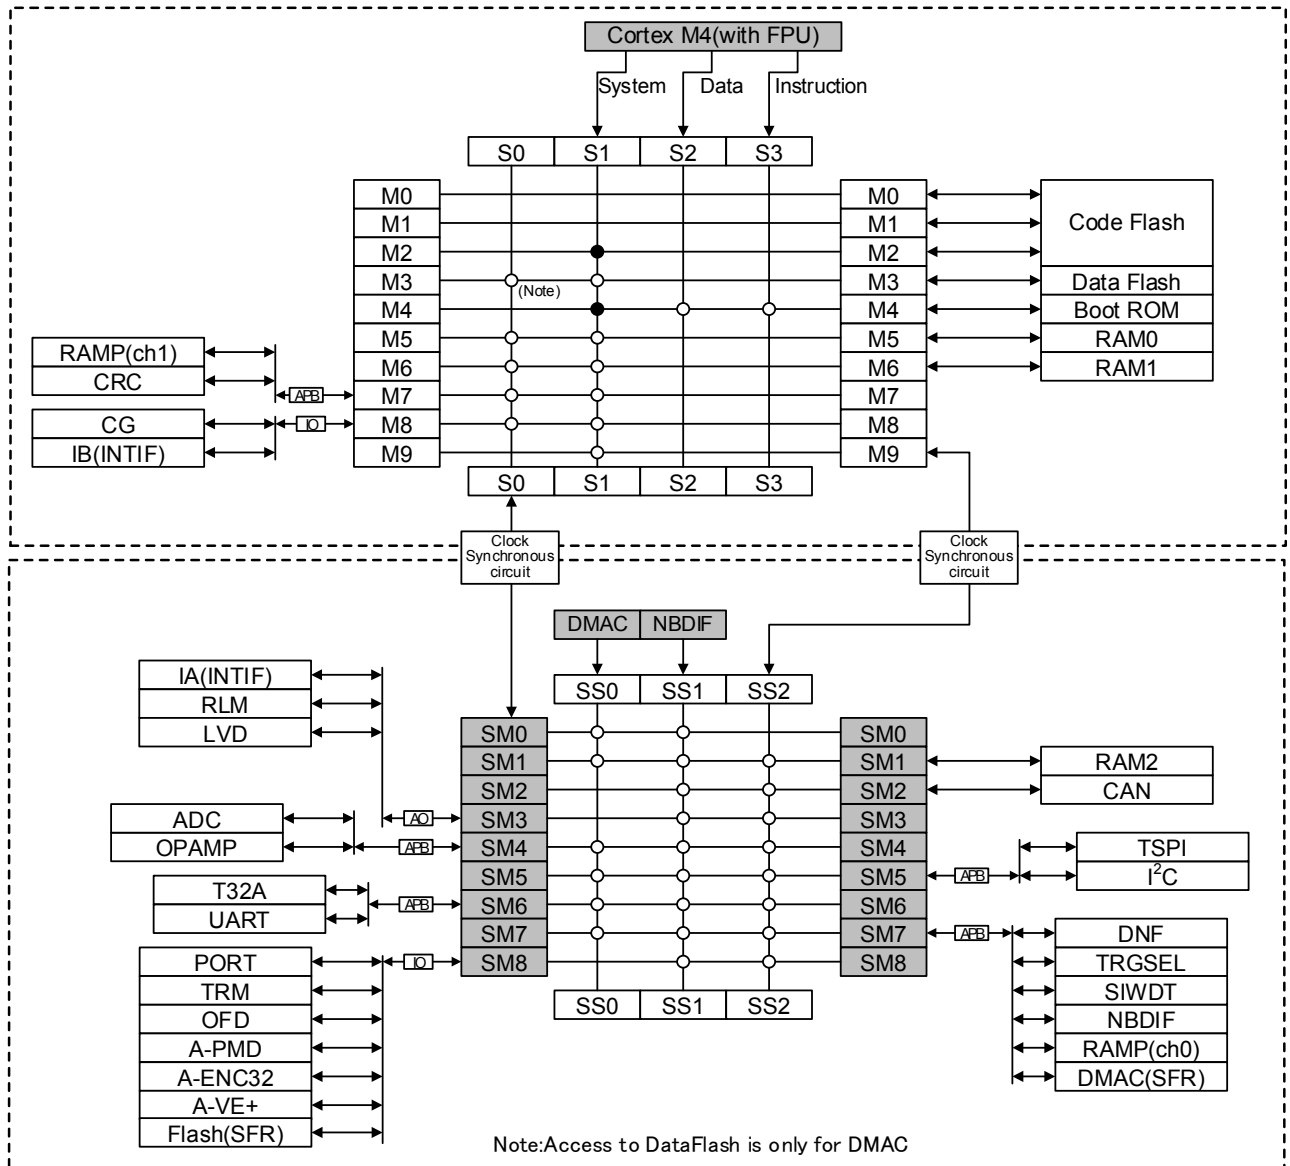 Cortex M4(with FPU)
System Data Instruction
S0 S1 S2 S3
M0 M0
M1 M1 Code Flash
M2 M2
M3 (Note) M3 Data Flash
M4 M4 Boot ROM
RAMP(ch1) M5 M5 RAM0
CRC M6 M6 RAM1
APB M7 M7
CG IO M8 M8
IB(INTIF) M9 M9
S0 S1 S2 S3
Clock Synchronous circuit
Clock Synchronous circuit
DMAC NBDIF
IA(INTIF) SS0 SS1 SS2
RLM
LVD SM0 SM0
SM1 SM1 RAM2
SM2 SM2 CAN
ADC AO SM3 SM3
OPAMP APB SM4 SM4 TSPI
SM5 SM5 APB I2C
T32A
UART APB SM6 SM6
SM7 SM7 APB DNF
PORT IO SM8 SM8 TRGSEL
TRM SS0 SS1 SS2 SIWDT
OFD NBDIF
A-PMD RAMP(ch0)
A-ENC32 DMAC(SFR)
A-VE+
Flash(SFR)
Note:Access to DataFlash is only for DMAC